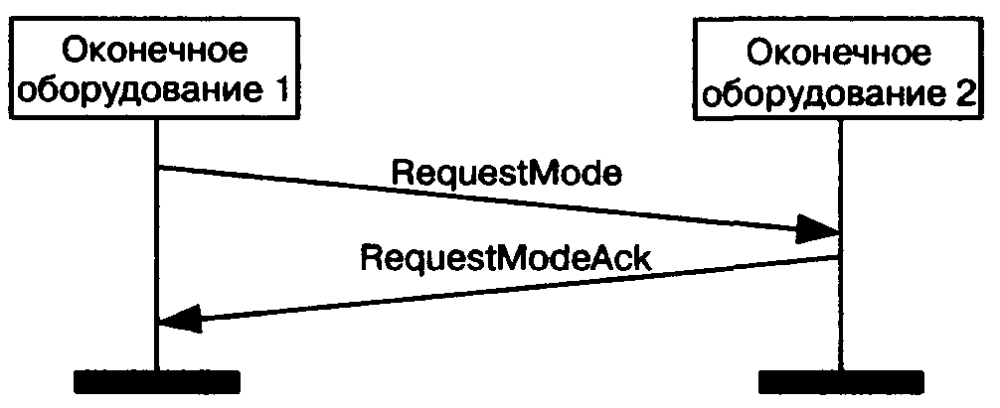 Оконечное
оборудование 1
Оконечное
оборудование 2
RequestMode
RequestModeAck